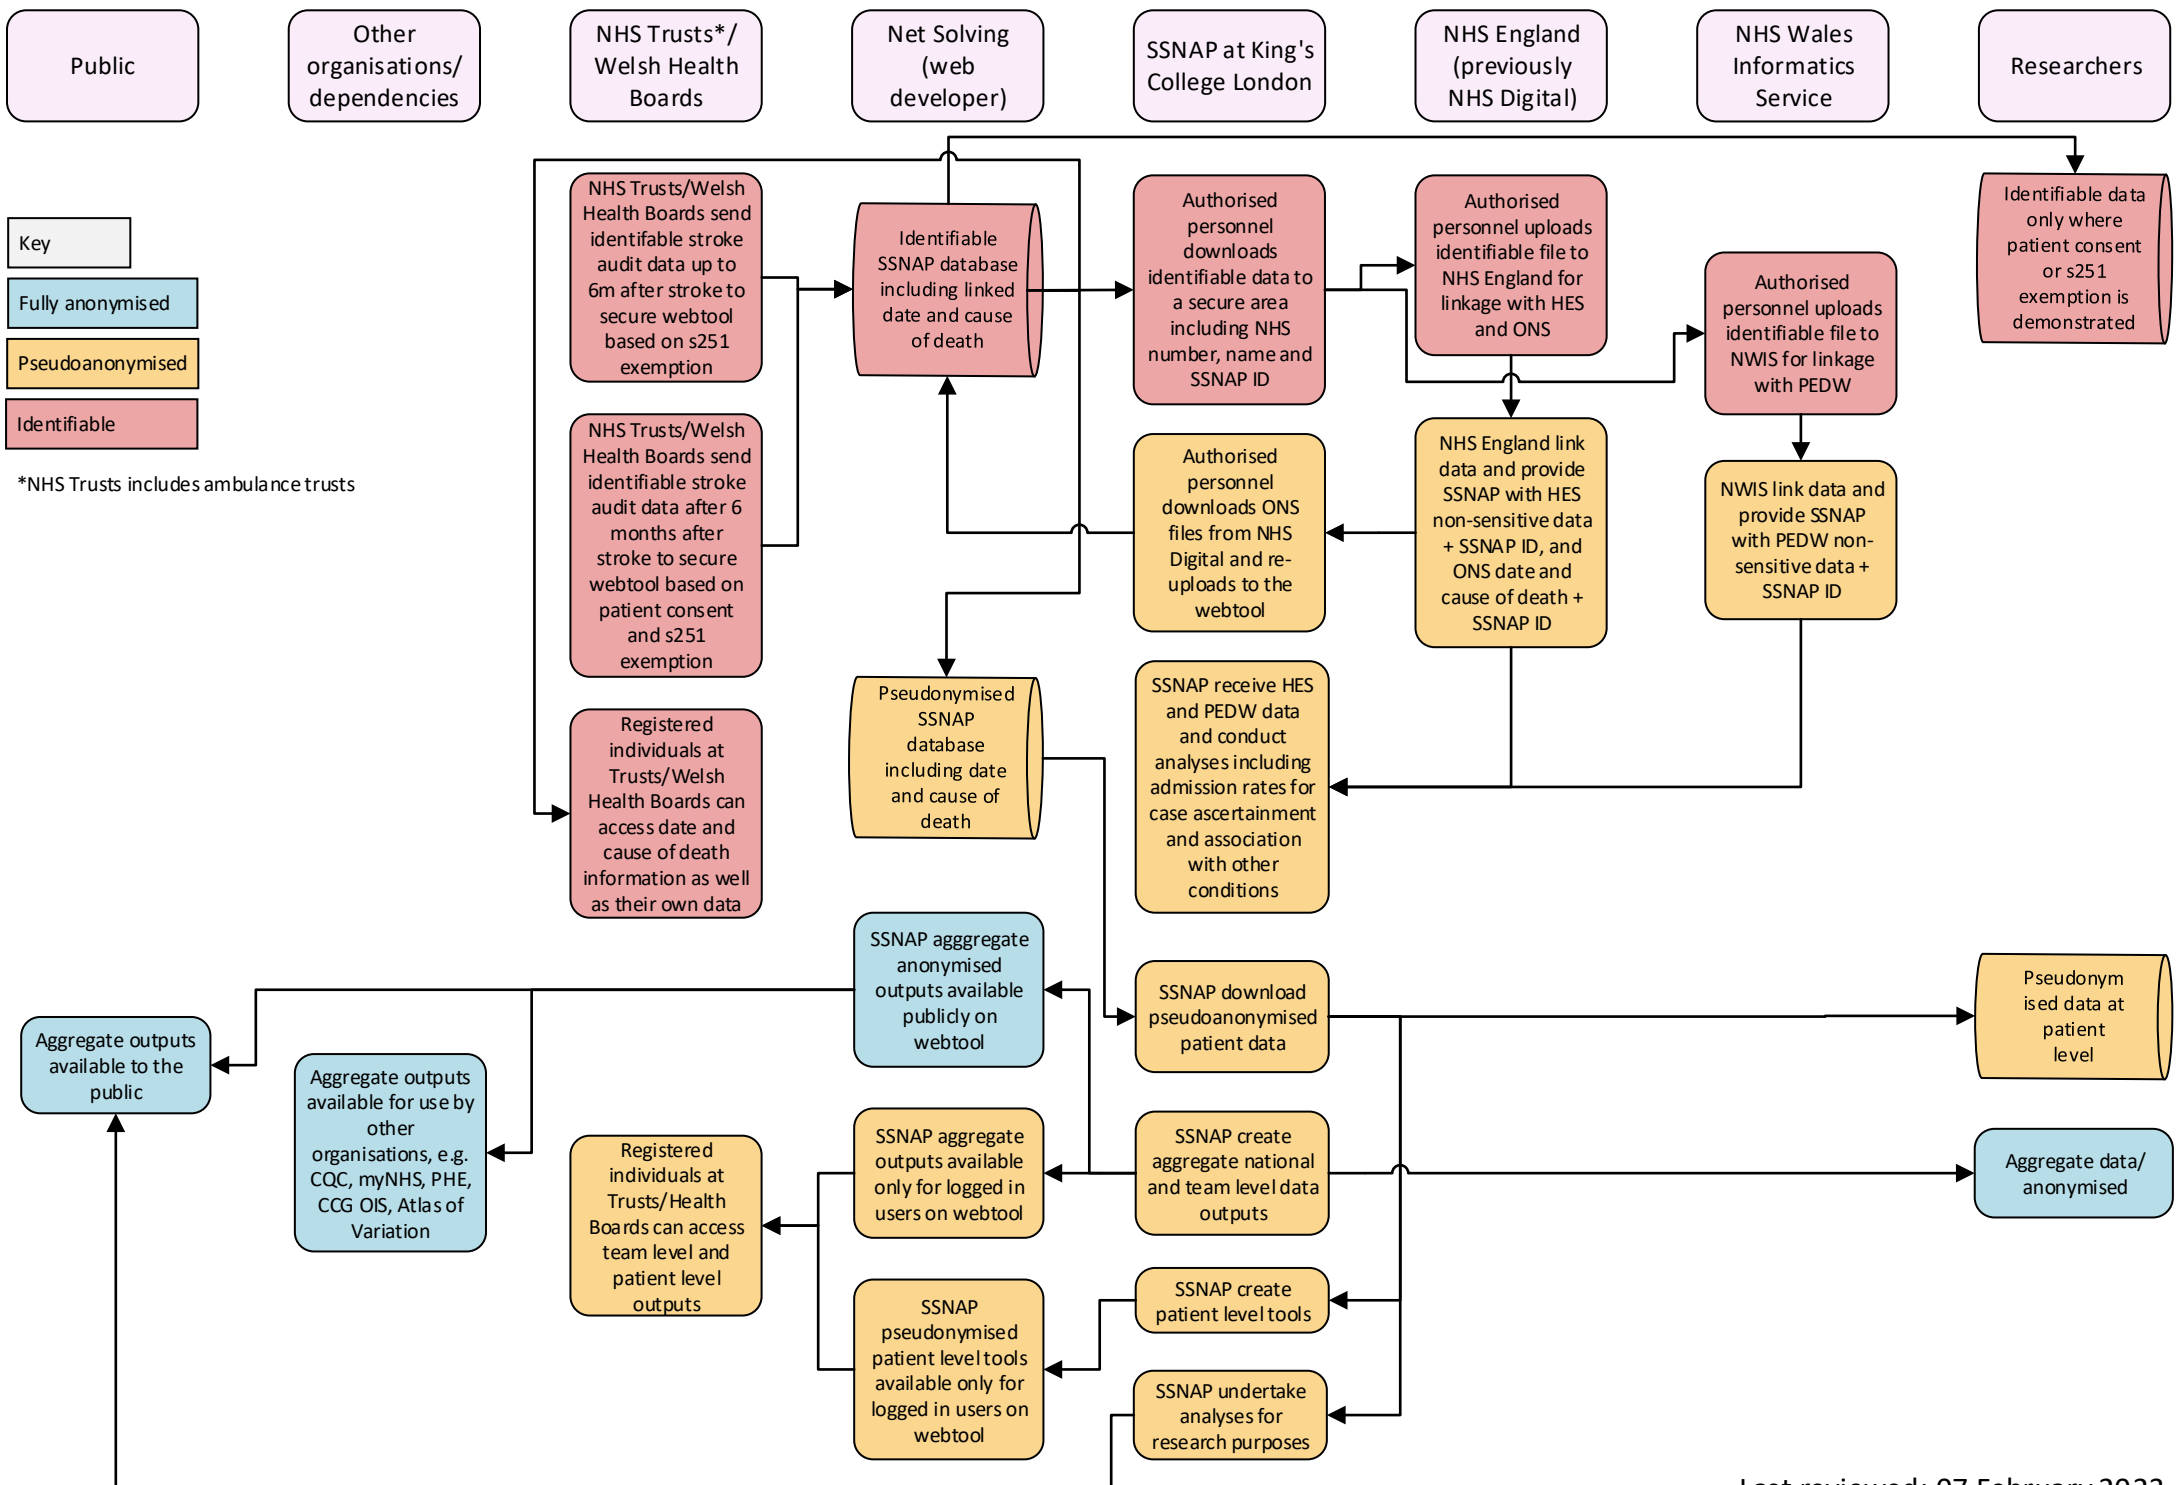 Public
Other
organisations/
dependencies
NHS Trusts*/
Welsh Health
Boards
Net Solving
(web
developer)
SSNAP at King's
College London
NHS England
(previously
NHS Digital)
NHS Wales
Informatics
Service
Researchers
Key
Fully anonymised
Pseudoanonymised
Identifiable
*NHS Trusts includes ambulance trusts
NHS Trusts/Welsh
Health Boards send
identifable stroke
audit data up to
6m after stroke to
secure webtool
based on s251
exemption
Identifiable
SSNAP database
including linked
date and cause
of death
Authorised
personnel
downloads
identifiable data to
a secure area
including NHS
number, name and
SSNAP ID
Authorised
personnel uploads
identifiable file to
NHS England for
linkage with HES
and ONS
Authorised
personnel uploads
identifiable file to
NWIS for linkage
with PEDW
Identifiable data
only where
patient consent
or s251
exemption is
demonstrated
NHS Trusts/Welsh
Health Boards send
identifiable stroke
audit data after 6
months after
stroke to secure
webtool based on
patient consent
and s251
exemption
Authorised
personnel
downloads ONS
files from NHS
Digital and re-
uploads to the
webtool
NHS England link
data and provide
SSNAP with HES
non-sensitive data
+ SSNAP ID, and
ONS date and
cause of death +
SSNAP ID
NWIS link data and
provide SSNAP
with PEDW non-
sensitive data +
SSNAP ID
Registered
individuals at
Trusts/Welsh
Health Boards can
access date and
cause of death
information as well
as their own data
Pseudonymised
SSNAP
database
including date
and cause of
death
SSNAP receive HES
and PEDW data
and conduct
analyses including
admission rates for
case ascertainment
and association
with other
conditions
SSNAP agggregate
anonymised
outputs available
publicly on
webtool
SSNAP download
pseudoanonymised
patient data
Pseudonym
ised data at
patient
level
Aggregate outputs
available to the
public
Aggregate outputs
available for use by
other
organisations, e.g.
CQC, myNHS, PHE,
CCG OIS, Atlas of
Variation
Registered
individuals at
Trusts/Health
Boards can access
team level and
patient level
outputs
SSNAP aggregate
outputs available
only for logged in
users on webtool
SSNAP create
aggregate national
and team level data
outputs
Aggregate data/
anonymised
SSNAP
pseudonymised
patient level tools
available only for
logged in users on
webtool
SSNAP create
patient level tools
SSNAP undertake
analyses for
research purposes